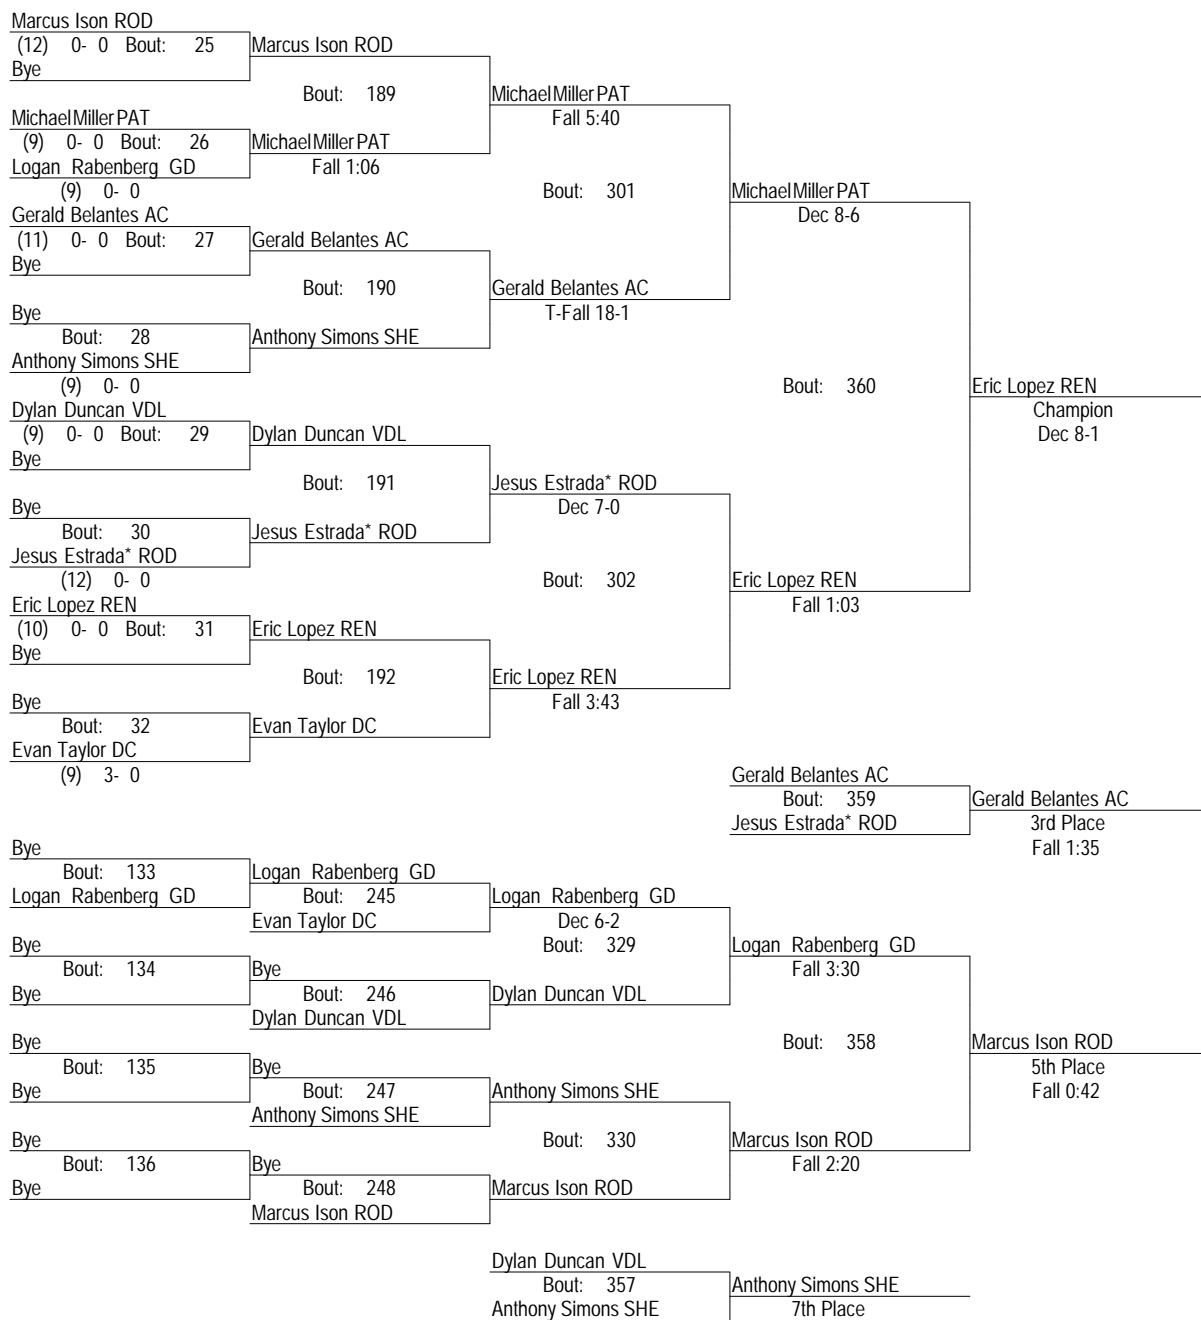 Marcus Ison ROD
(12) 0- 0 Bout: 25 Marcus Ison ROD
Bye
Bout: 189 Michael Miller PAT
Fall 5:40
Michael Miller PAT
(9) 0- 0 Bout: 26 Michael Miller PAT
Logan Rabenberg GD Fall 1:06
(9) 0- 0 Bout: 301 Michael Miller PAT
Gerald Belantes AC Dec 8-6
(11) 0- 0 Bout: 27 Gerald Belantes AC
Bye
Bout: 190 Gerald Belantes AC
Bye T-Fall 18-1
Bout: 28 Anthony Simons SHE
Anthony Simons SHE
(9) 0- 0 Bout: 360 Eric Lopez REN
Dylan Duncan VDL Champion
(9) 0- 0 Bout: 29 Dylan Duncan VDL Dec 8-1
Bye
Bout: 191 Jesus Estrada* ROD
Bye Dec 7-0
Bout: 30 Jesus Estrada* ROD
Jesus Estrada* ROD
(12) 0- 0 Bout: 302 Eric Lopez REN
Eric Lopez REN Fall 1:03
(10) 0- 0 Bout: 31 Eric Lopez REN
Bye
Bout: 192 Eric Lopez REN
Bye Fall 3:43
Bout: 32 Evan Taylor DC
Evan Taylor DC
(9) 3- 0 Gerald Belantes AC
Bout: 359 Gerald Belantes AC
Jesus Estrada* ROD 3rd Place
Bye Fall 1:35
Bout: 133 Logan Rabenberg GD
Logan Rabenberg GD Bout: 245 Logan Rabenberg GD
Evan Taylor DC Dec 6-2
Bye Bout: 329 Logan Rabenberg GD
Bout: 134 Bye Fall 3:30
Bye Bout: 246 Dylan Duncan VDL
Dylan Duncan VDL
Bye Bout: 358 Marcus Ison ROD
Bout: 135 Bye 5th Place
Bye Bout: 247 Anthony Simons SHE Fall 0:42
Anthony Simons SHE
Bye Bout: 330 Marcus Ison ROD
Bout: 136 Bye Fall 2:20
Bye Bout: 248 Marcus Ison ROD
Marcus Ison ROD
Dylan Duncan VDL
Bout: 357 Anthony Simons SHE
Anthony Simons SHE 7th Place